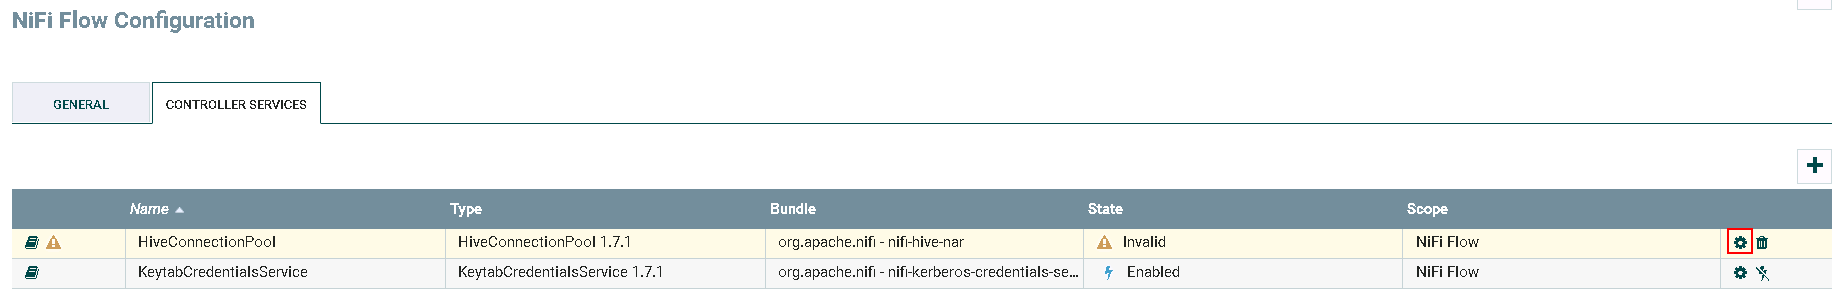 NiFi Flow Configuration
GENERAL CONTROLLER SERVICES
Name Type Bundle State Scope
HiveConnectionPool HiveConnectionPool 1.7.1 org.apache.nifi - nifi-hive-nar Invalid NiFi Flow
KeytabCredentialsService KeytabCredentialsService 1.7.1 org.apache.nifi - nifi-kerberos-credentials-se... Enabled NiFi Flow